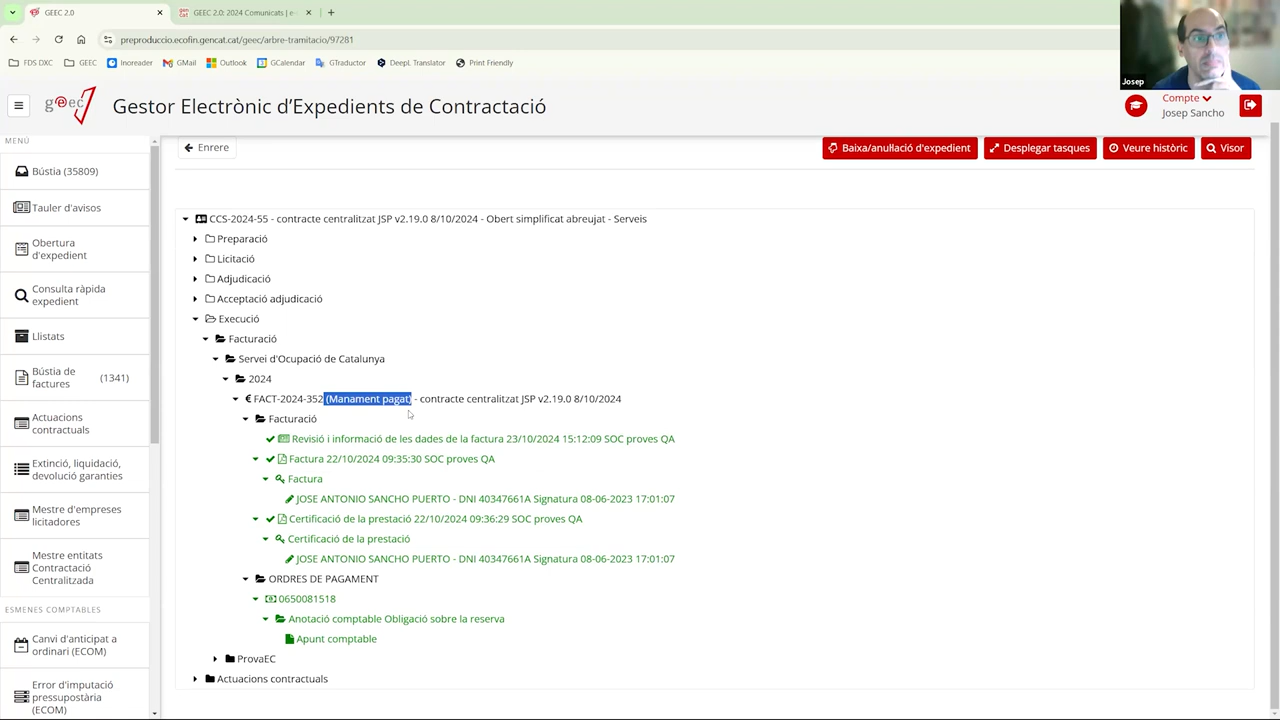 GEEC 2.0
GEEC 2.0: 2024 Comunicats | e-
preproduccio.ecofin.gencat.cat/geec/arbre-tramitacio/97281
FDS DXC
GEEC
Inoreader
GMail
Outlook
GCalendar
GTraductor
Deepl. Translator
Print Friendly
Josep
geec
Gestor Electrònic d'Expedients de Contractació
Compte
Josep Sancho
MENÚ
Bústia (35809)
Tauler d'avisos
Obertura
d'expedient
Consulta ràpida
expedient
Llistats
Bústia de
factures
(1341)
Actuacions
contractuals
Extinció, liquidació,
devolució garanties
Mestre d'empreses
licitadores
Mestre entitats
Contractació
Centralitzada
ESMENES COMPTABLES
Canvi d'anticipat a
ordinari (ECOM)
Error d'imputació
pressupostària
(ECOM)
Enrere
Baixa/anul·lació d'expedient
Desplegar tasques
Veure històric
Visor
CCS-2024-55 - contracte centralitzat JSP v2.19.0 8/10/2024 - Obert simplificat abreujat - Serveis
Preparació
Licitació
Adjudicació
Acceptació adjudicació
Execució
Facturació
Servei d'Ocupació de Catalunya
2024
€ FACT-2024-352 (Manament pagat) - contracte centralitzat JSP v2.19.0 8/10/2024
Facturació
Revisió i informació de les dades de la factura 23/10/2024 15:12:09 SOC proves QA
Factura 22/10/2024 09:35:30 SOC proves QA
Factura
JOSE ANTONIO SANCHO PUERTO - DNI 40347661A Signatura 08-06-2023 17:01:07
Certificació de la prestació 22/10/2024 09:36:29 SOC proves QA
Certificació de la prestació
JOSE ANTONIO SANCHO PUERTO - DNI 40347661A Signatura 08-06-2023 17:01:07
ORDRES DE PAGAMENT
0650081518
Anotació comptable Obligació sobre la reserva
Apunt comptable
ProvaEC
Actuacions contractuals